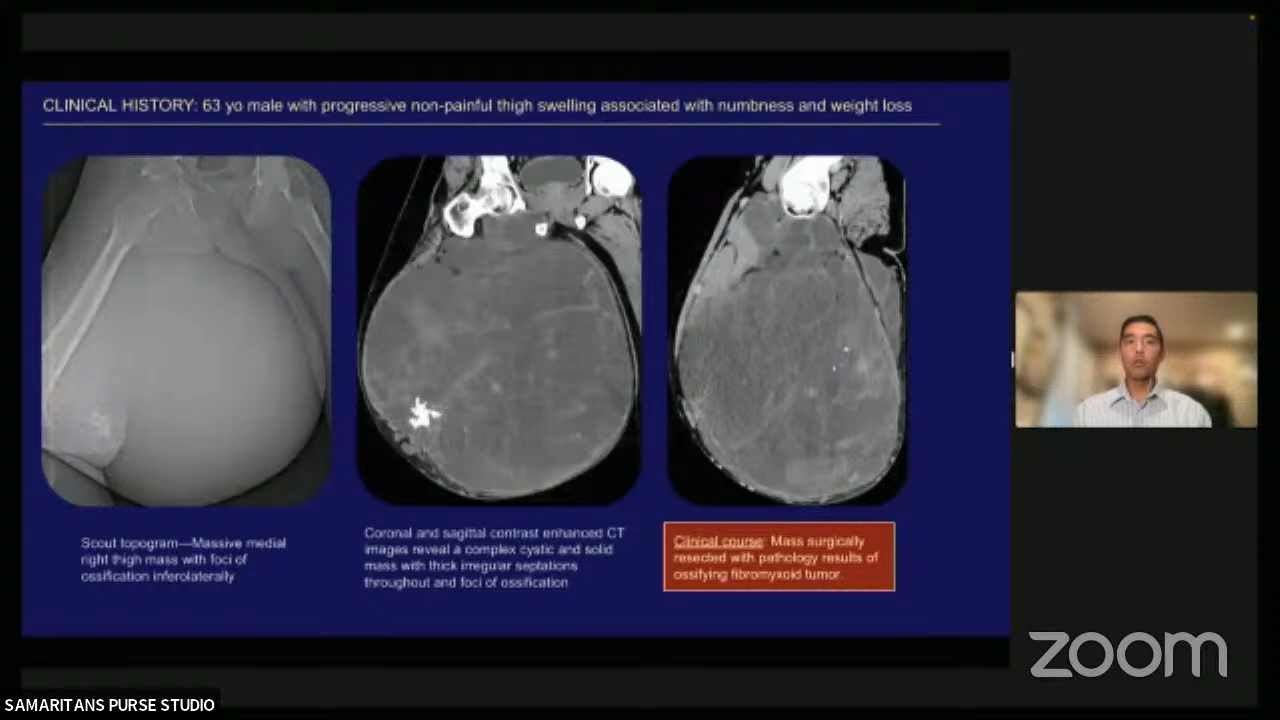 CLINICAL HISTORY: 63 yo male with progressive non-painful thigh swelling associated with numbness and weight loss
Scout topogram—Massive medial
right thigh mass with foci of
ossification inferolaterally
Coronal and sagittal contrast enhanced CT
images reveal a complex cystic and solid
mass with thick irregular septations
throughout and foci of ossification
Clinical course: Mass surgically
resected with pathology results of
ossifying fibromyxoid tumor.
zoom
SAMARITANS PURSE STUDIO